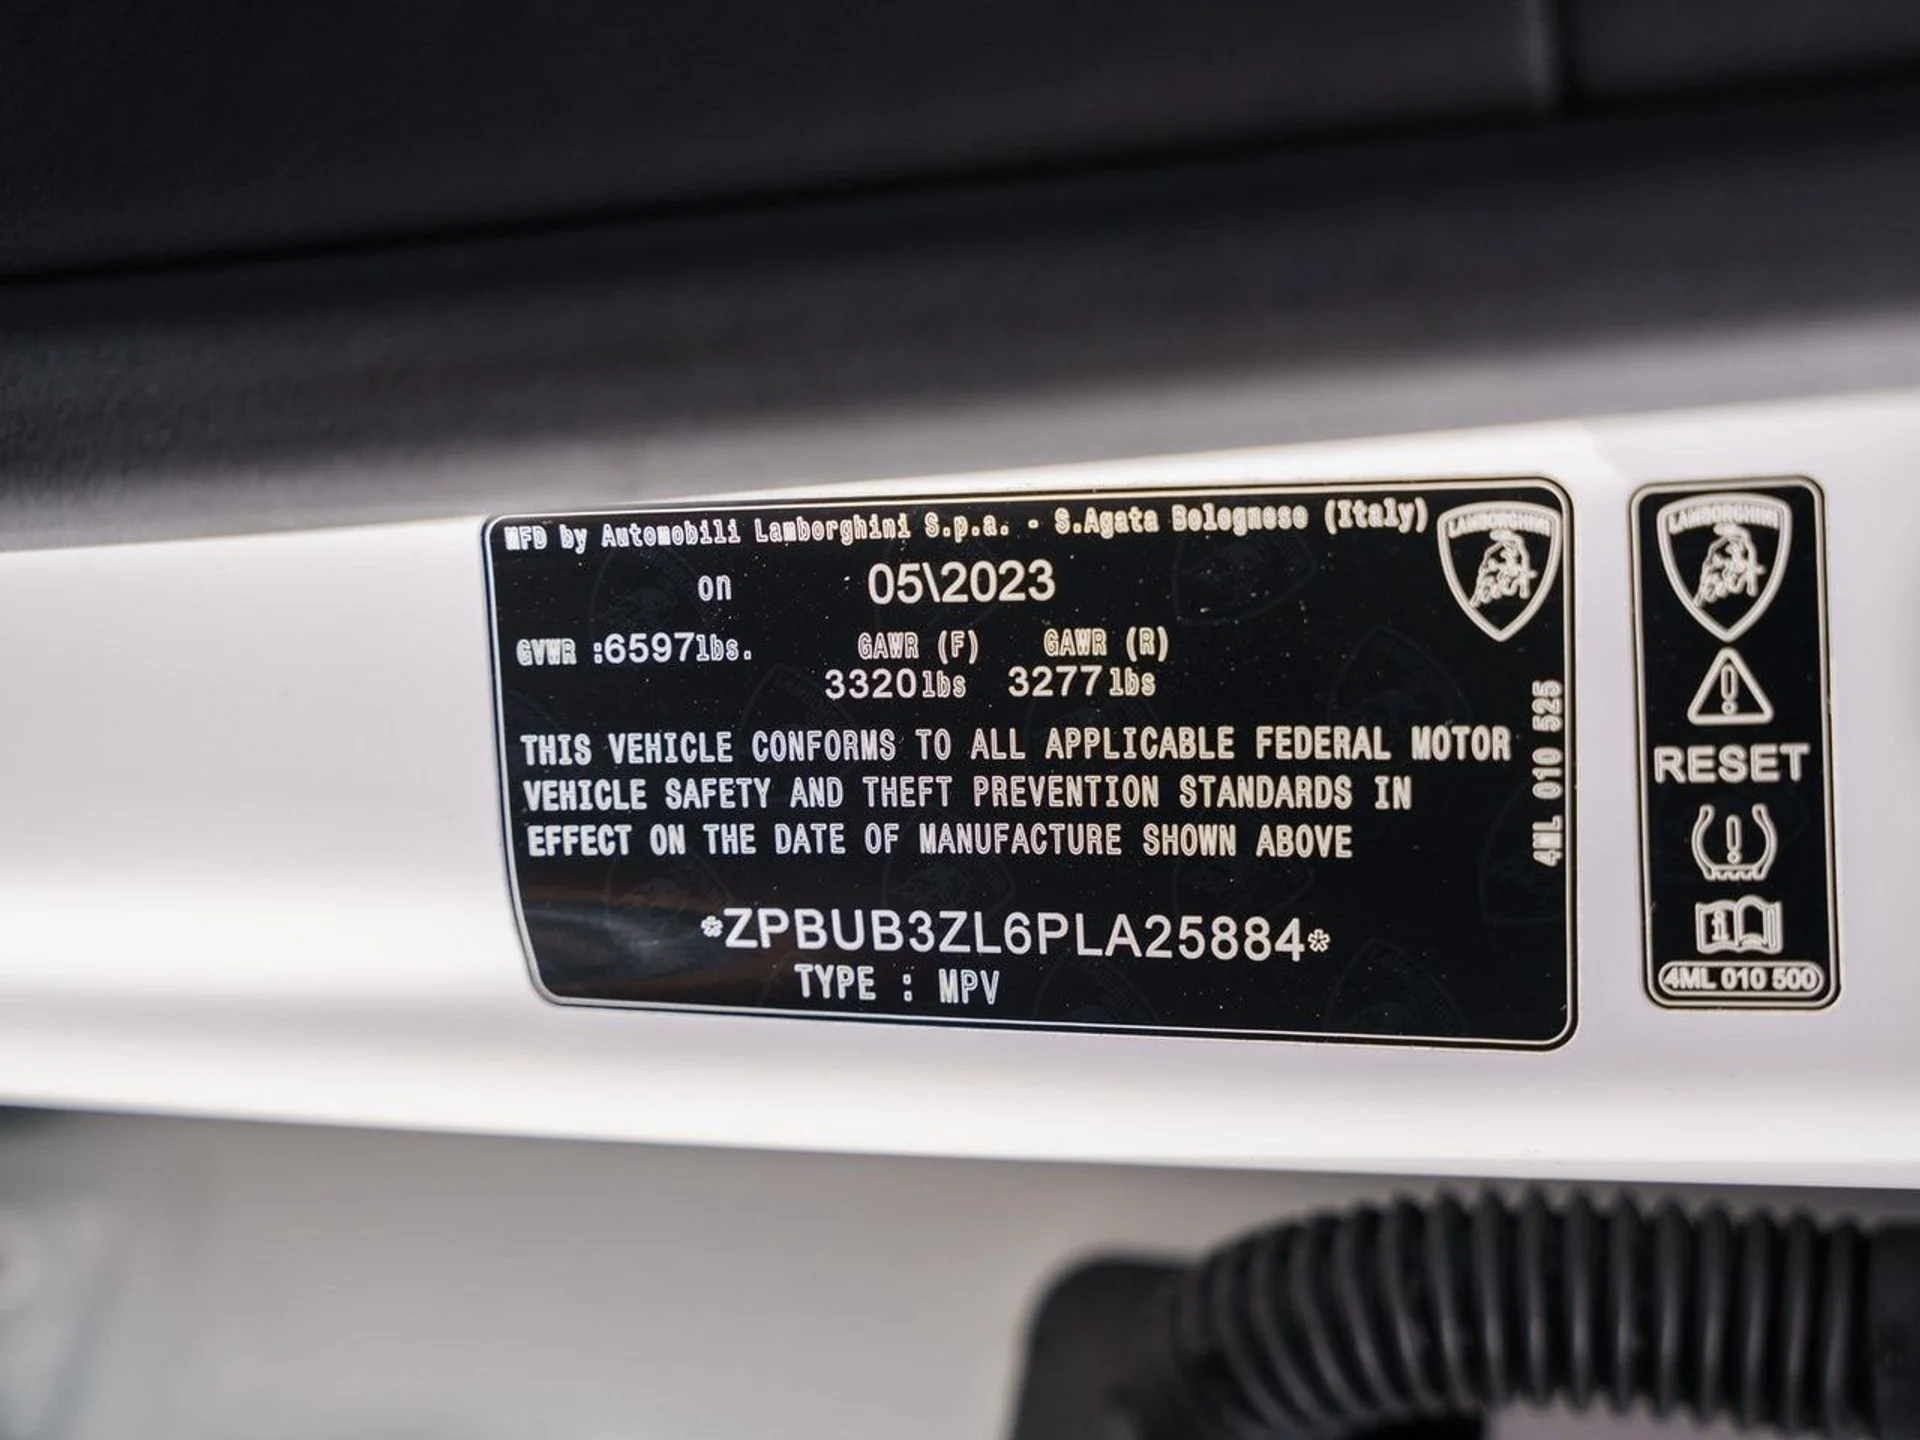 MFD by Automobili Lamborghini S.p.a. - S.Agata Bolognese (Italy)
on 05\2023
GVWR :6597lbs. GAWR (F) GAWR (R)
3320lbs 3277lbs
THIS VEHICLE CONFORMS TO ALL APPLICABLE FEDERAL MOTOR
VEHICLE SAFETY AND THEFT PREVENTION STANDARDS IN
EFFECT ON THE DATE OF MANUFACTURE SHOWN ABOVE
*ZPBUB3ZL6PLA25884*
TYPE : MPV
LAMBORGHINI
4ML 010 525
LAMBORGHINI
RESET
i
4ML 010 500